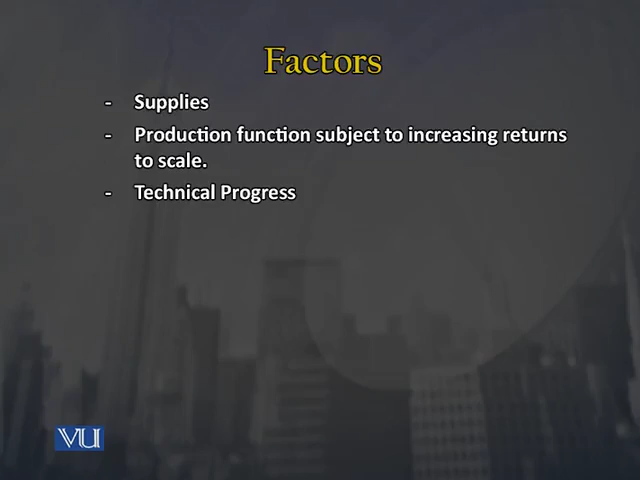 Factors
- Supplies
- Production function subject to increasing returns
to scale.
- Technical Progress
VU